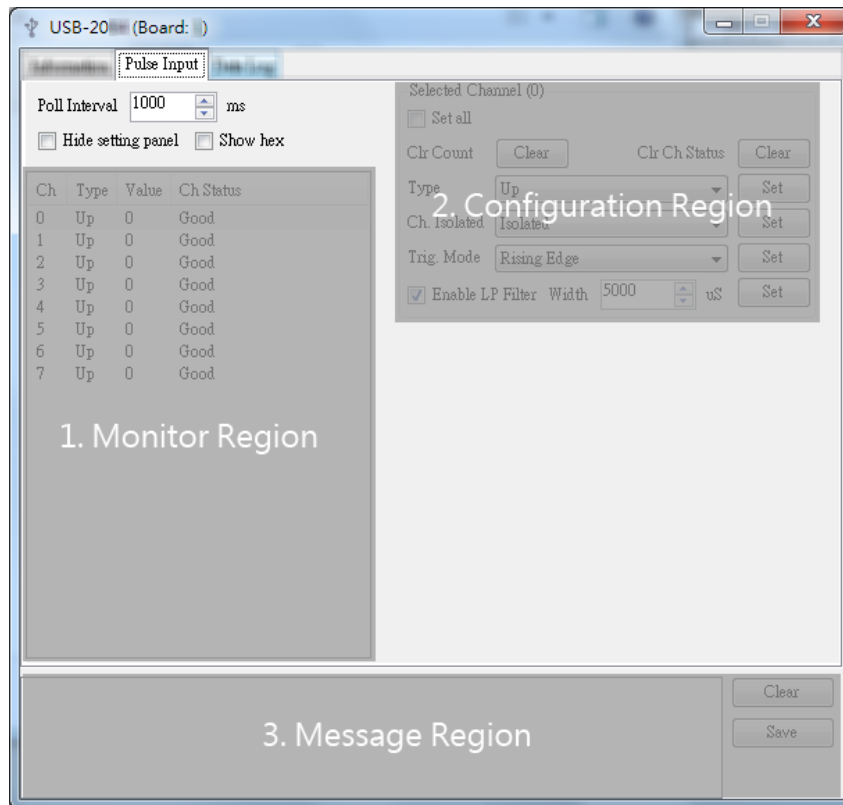 USB-20 (Board: )
Pulse Input
Poll Interval 1000 ms
Hide setting panel Show hex
Ch Type Value Ch Status
0 Up 0 Good
1 Up 0 Good
2 Up 0 Good
3 Up 0 Good
4 Up 0 Good
5 Up 0 Good
6 Up 0 Good
7 Up 0 Good
1. Monitor Region
Selected Channel (0)
Set all
Clr Count Clear Clr Ch Status Clear
Type Up Set
2. Configuration Region
Ch. Isolated Isolated Set
Trig. Mode Rising Edge Set
Enable LP Filter Width 5000 uS Set
3. Message Region
Clear
Save